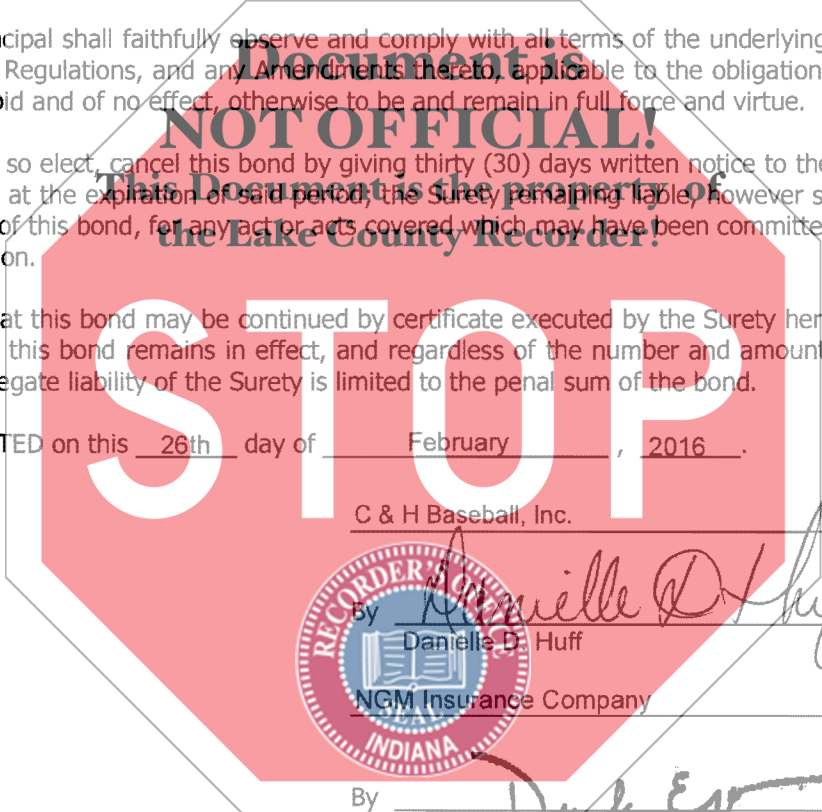 cipal shall faithfully observe and comply with all terms of the underlying
Document is
Regulations, and any Amendments thereto, applicable to the obligation
id and of no effect, otherwise to be and remain in full force and virtue.
NOT OFFICIAL!
so elect, cancel this bond by giving thirty (30) days written notice to the
This Document is the property of
at the expiration of said period, the Surety remaining liable, however s
of this bond, for any act or acts covered which may have been committe
the Lake County Recorder!
on.
at this bond may be continued by certificate executed by the Surety her
this bond remains in effect, and regardless of the number and amount
egate liability of the Surety is limited to the penal sum of the bond.
STOP
TED on this 26th day of February, 2016.
C & H Baseball, Inc.
RECORDER'S OFFICE
By Danielle D Hu
Danielle D. Huff
NGM Insurance Company
SEAL
INDIANA
By